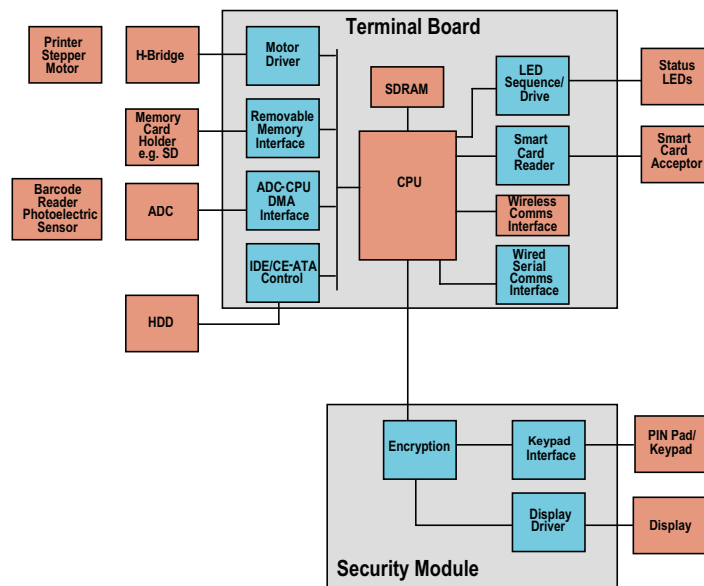 Terminal Board
Printer
Stepper
Motor
H-Bridge
Motor
Driver
LED
Sequence/
Drive
Status
LEDs
SDRAM
Memory
Card
Holder
e.g. SD
Removable
Memory
Interface
CPU
Smart
Card
Reader
Smart
Card
Acceptor
Barcode
Reader
Photoelectric
Sensor
ADC
ADC-CPU
DMA
Interface
Wireless
Comms
Interface
IDE/CE-ATA
Control
Wired
Serial
Comms
Interface
HDD
Encryption
Keypad
Interface
PIN Pad/
Keypad
Display
Driver
Display
Security Module